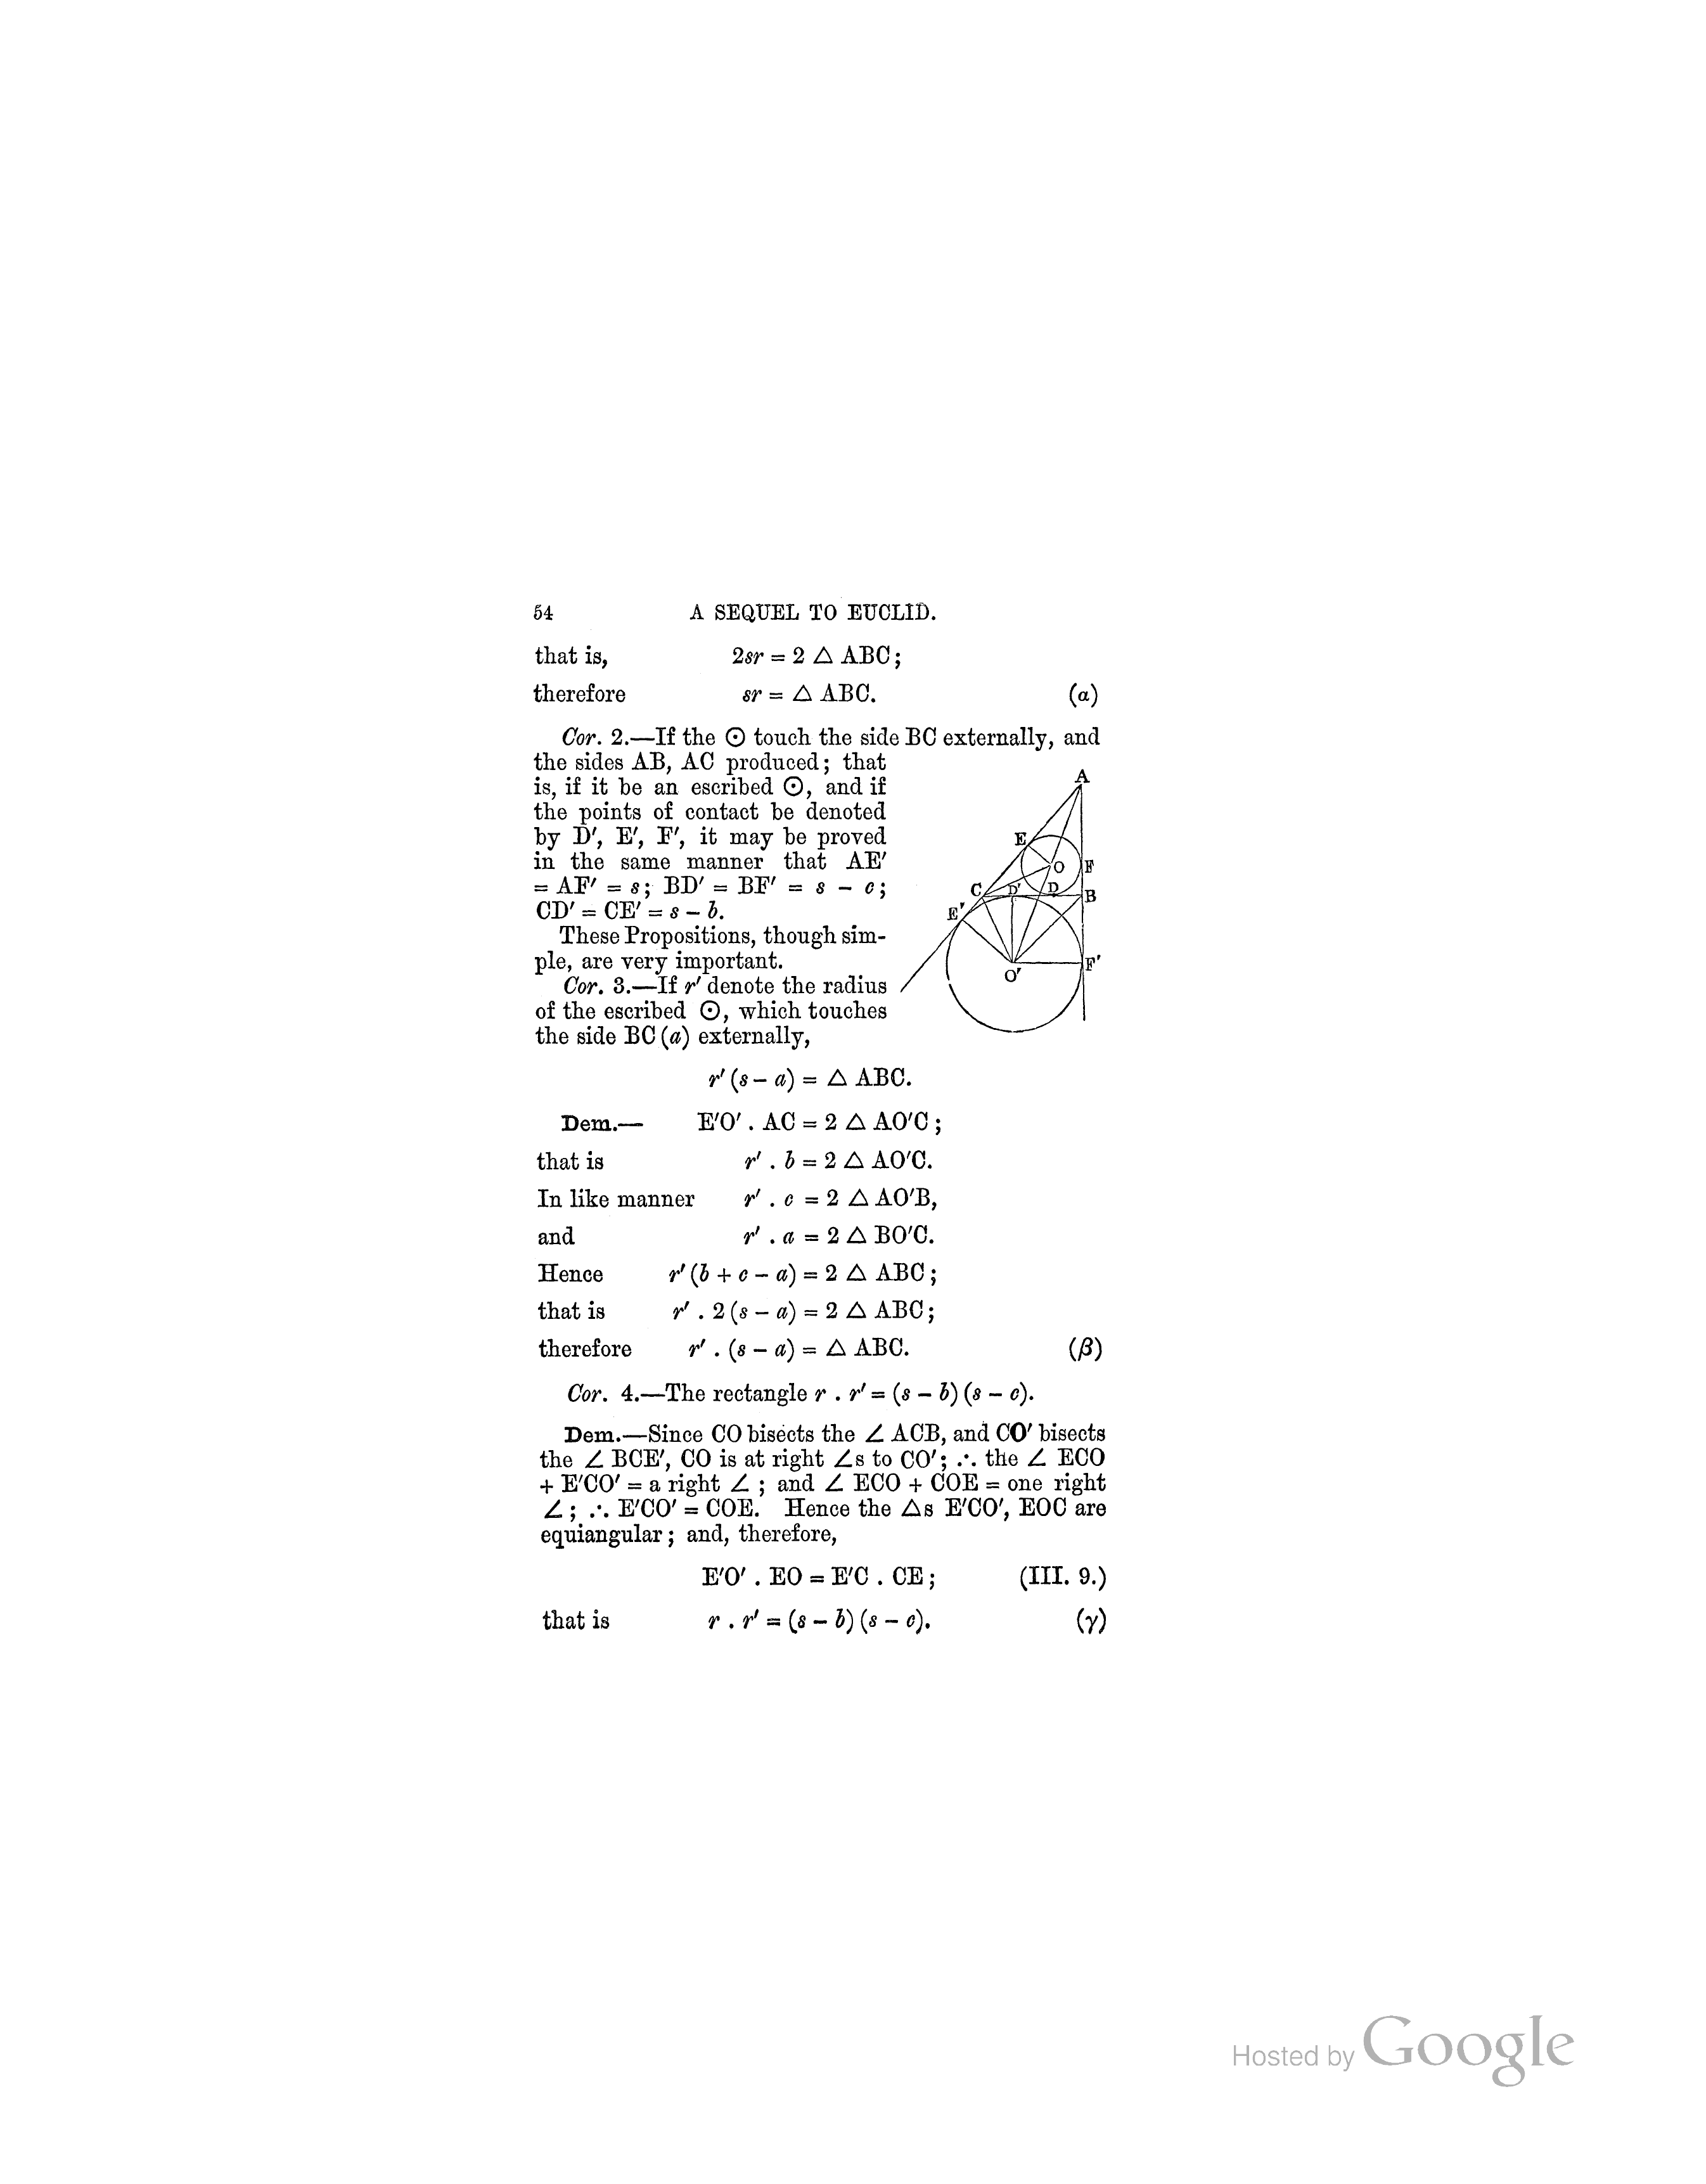 54 A SEQUEL TO EUCLID.
that is, 2sr = 2 △ ABC;
therefore sr = △ ABC. (α)
Cor. 2.—If the ⊙ touch the side BC externally, and
the sides AB, AC produced; that
is, if it be an escribed ⊙, and if
the points of contact be denoted
by D′, E′, F′, it may be proved
in the same manner that AE′
= AF′ = s; BD′ = BF′ = s − c;
CD′ = CE′ = s − b.
These Propositions, though sim-
ple, are very important.
Cor. 3.—If r′ denote the radius
of the escribed ⊙, which touches
the side BC (a) externally,
A
E
O
F
C
D′
D
B
E′
O′
F′
r′ (s − a) = △ ABC.
Dem.— E′O′ . AC = 2 △ AO′C;
that is r′ . b = 2 △ AO′C.
In like manner r′ . c = 2 △ AO′B,
and r′ . a = 2 △ BO′C.
Hence r′ (b + c − a) = 2 △ ABC;
that is r′ . 2 (s − a) = 2 △ ABC;
therefore r′ . (s − a) = △ ABC. (β)
Cor. 4.—The rectangle r . r′ = (s − b) (s − c).
Dem.—Since CO bisects the ∠ ACB, and CO′ bisects
the ∠ BCE′, CO is at right ∠s to CO′; ∴ the ∠ ECO
+ E′CO′ = a right ∠ ; and ∠ ECO + COE = one right
∠; ∴ E′CO′ = COE. Hence the △s E′CO′, EOC are
equiangular; and, therefore,
E′O′ . EO = E′C . CE; (III. 9.)
that is r . r′ = (s − b) (s − c). (γ)
Hosted by Google